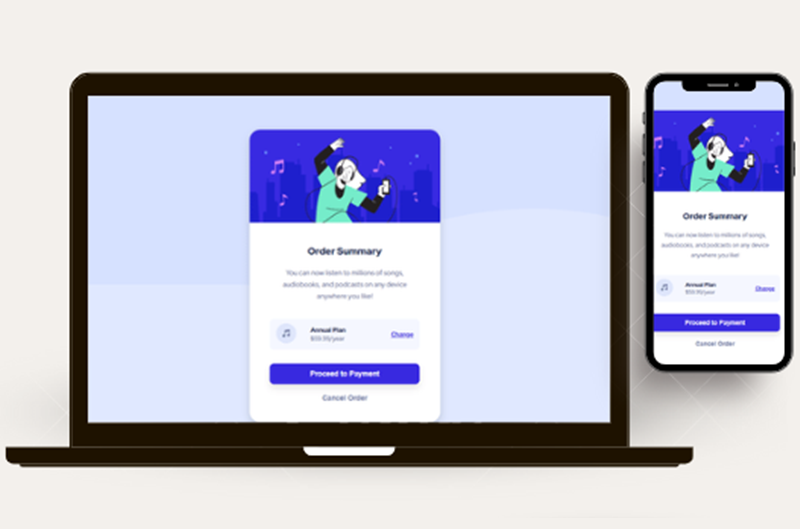 Order Summary
You can now listen to millions of songs,
audiobooks, and podcasts on any device
anywhere you like!
Annual Plan
$59.99/year
Change
Proceed to Payment
Cancel Order
Order Summary
You can now listen to millions of songs,
audiobooks, and podcasts on any device
anywhere you like!
Annual Plan
$59.99/year
Change
Proceed to Payment
Cancel Order